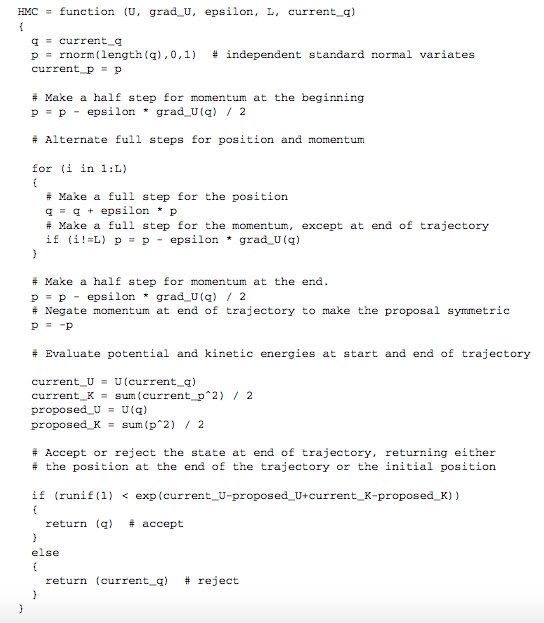 HMC = function (U, grad_U, epsilon, L, current_q)
{
q = current_q
p = rnorm(length(q),0,1) # independent standard normal variates
current_p = p
# Make a half step for momentum at the beginning
p = p - epsilon * grad_U(q) / 2
# Alternate full steps for position and momentum
for (i in 1:L)
{
# Make a full step for the position
q = q + epsilon * p
# Make a full step for the momentum, except at end of trajectory
if (i!=L) p = p - epsilon * grad_U(q)
}
# Make a half step for momentum at the end.
p = p - epsilon * grad_U(q) / 2
# Negate momentum at end of trajectory to make the proposal symmetric
p = -p
# Evaluate potential and kinetic energies at start and end of trajectory
current_U = U(current_q)
current_K = sum(current_p^2) / 2
proposed_U = U(q)
proposed_K = sum(p^2) / 2
# Accept or reject the state at end of trajectory, returning either
# the position at the end of the trajectory or the initial position
if (runif(1) < exp(current_U-proposed_U+current_K-proposed_K))
{
return (q) # accept
}
else
{
return (current_q) # reject
}
}